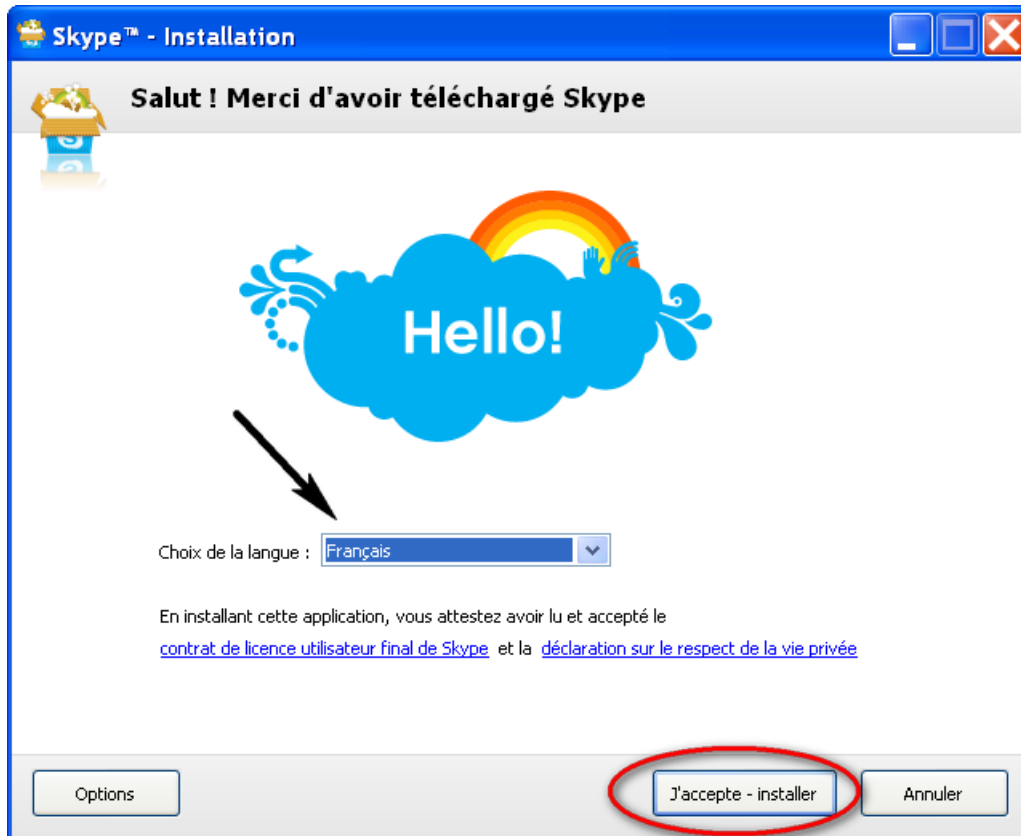 Skype™ - Installation
Salut ! Merci d'avoir téléchargé Skype
Hello!
Choix de la langue : Français
En installant cette application, vous attestez avoir lu et accepté le
contrat de licence utilisateur final de Skype et la déclaration sur le respect de la vie privée
Options J'accepte - installer Annuler